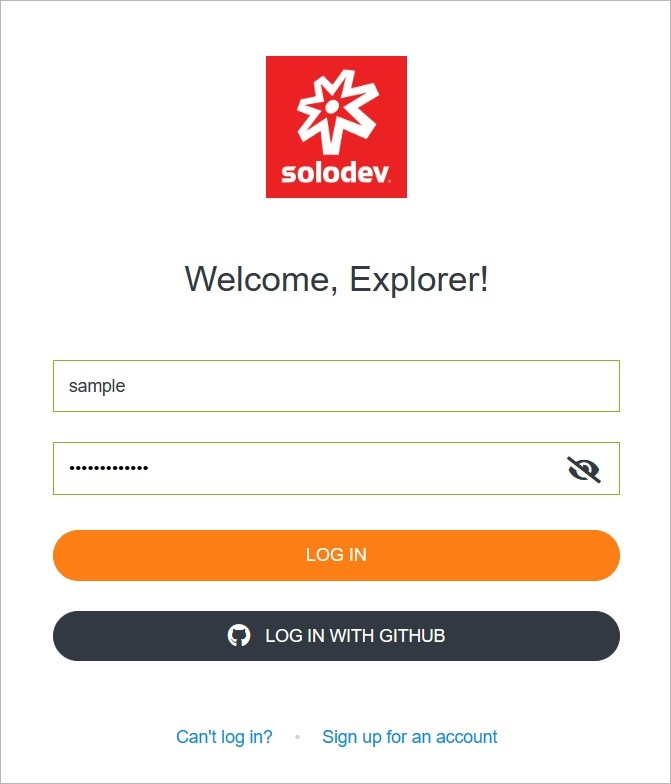 solodev
Welcome, Explorer!
sample
•••••••••••••
LOG IN
LOG IN WITH GITHUB
Can't log in? • Sign up for an account